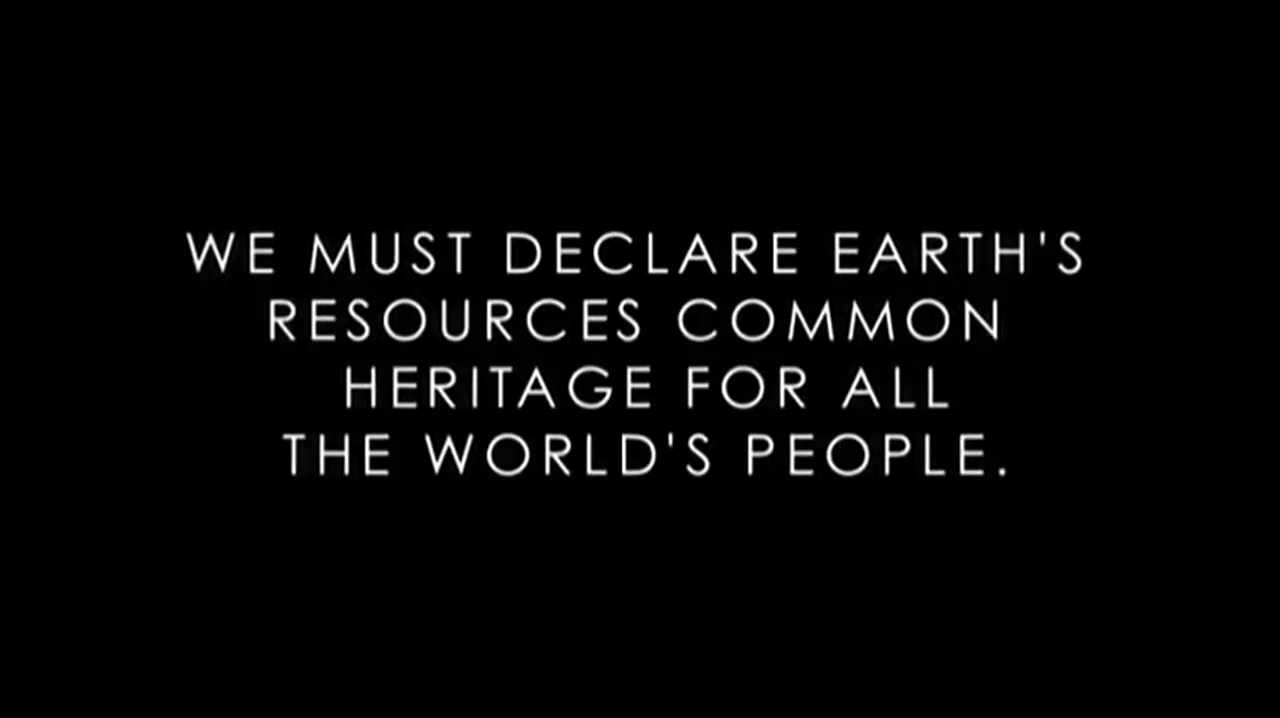 WE MUST DECLARE EARTH'S
RESOURCES COMMON
HERITAGE FOR ALL
THE WORLD'S PEOPLE.